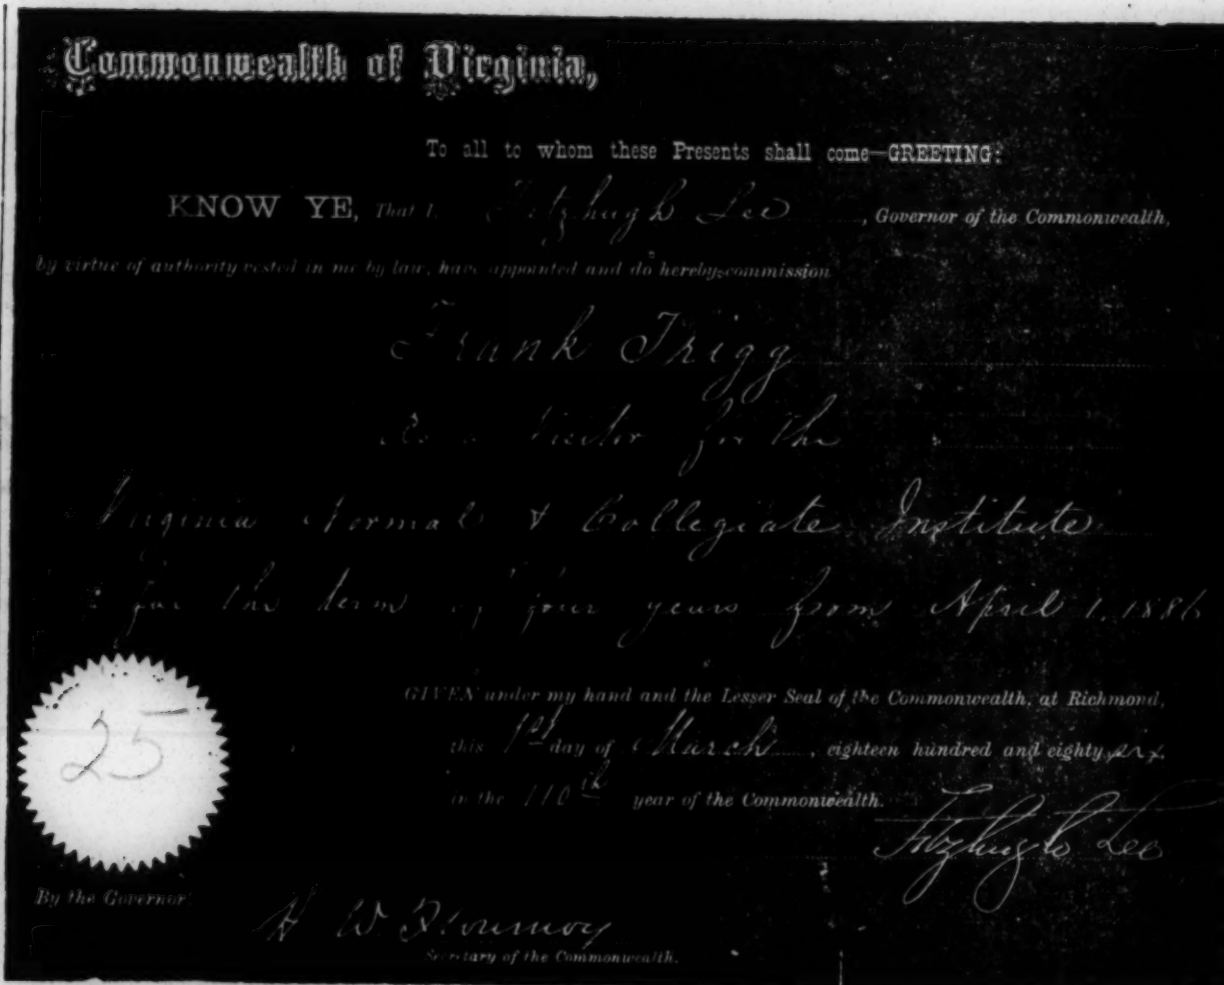 Commonwealth of Virginia,
To all to whom these Presents shall come—GREETING:
KNOW YE, That I, Fitzhugh Lee, Governor of the Commonwealth,
by virtue of authority vested in me by law, have appointed and do hereby commission
Frank Trigg
As a Visitor for the
Virginia Normal & Collegiate Institute
for the term of four years from April 1, 1886
GIVEN under my hand and the Lesser Seal of the Commonwealth, at Richmond,
this 1st day of March, eighteen hundred and eighty six
in the 110th year of the Commonwealth.
25
Fitzhugh Lee
By the Governor:
H W Flournoy
Secretary of the Commonwealth.